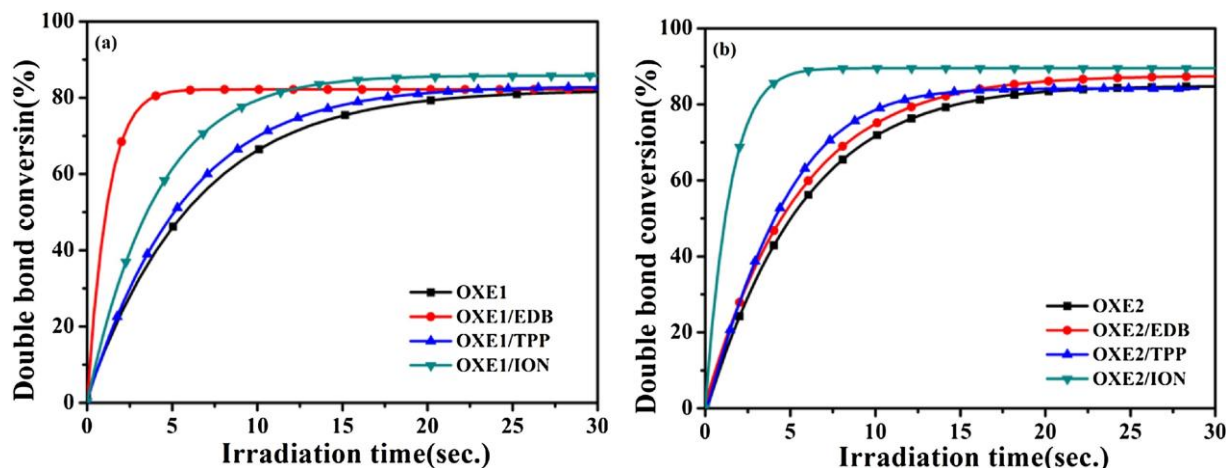 (a)
Double bond conversin(%)
100
80
60
40
20
0
OXE1
OXE1/EDB
OXE1/TPP
OXE1/ION
0 5 10 15 20 25 30
Irradiation time(sec.)
(b)
Double bond conversion(%)
100
80
60
40
20
0
OXE2
OXE2/EDB
OXE2/TPP
OXE2/ION
0 5 10 15 20 25 30
Irradiation time(sec.)